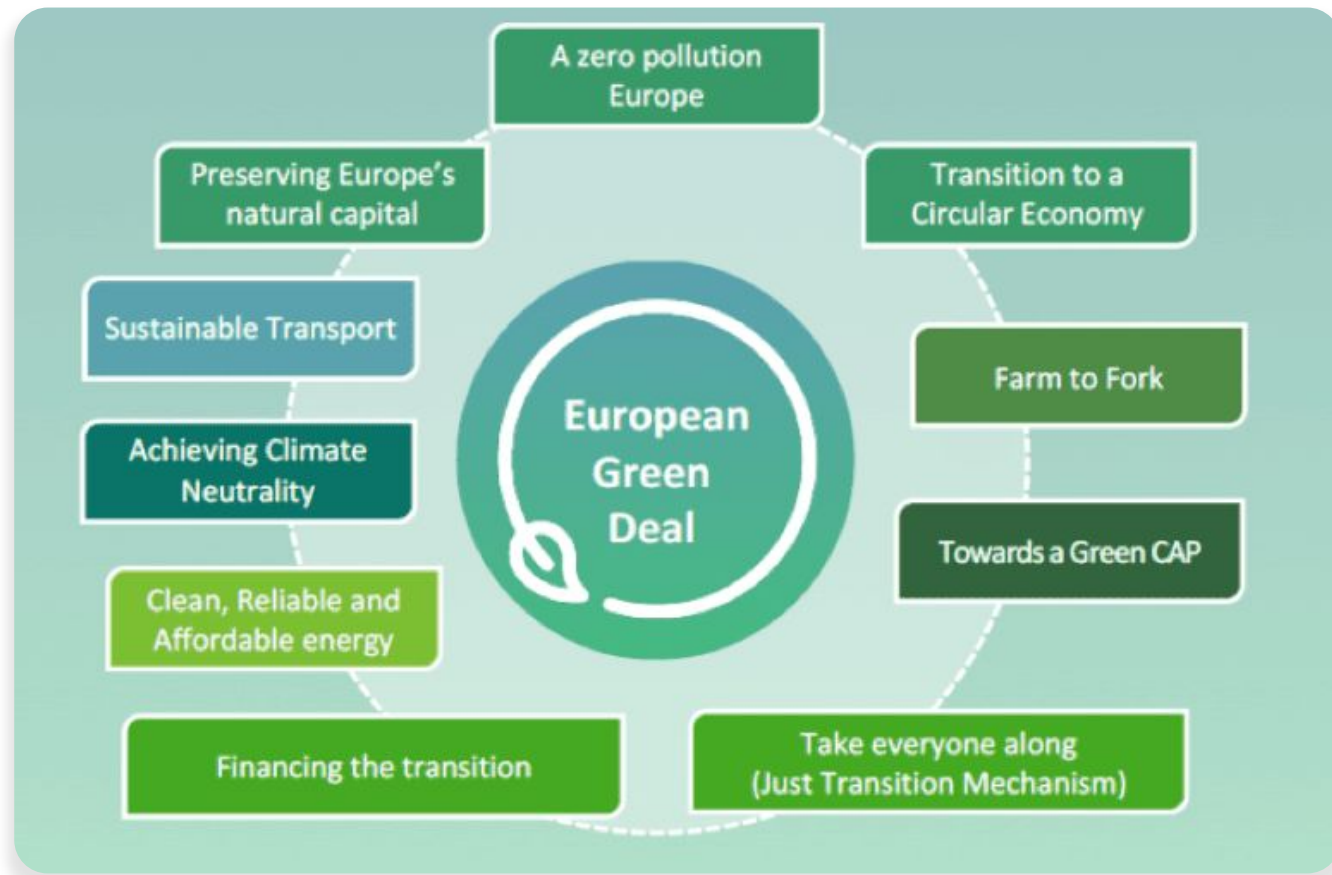 A zero pollution
Europe
Preserving Europe's
natural capital
Transition to a
Circular Economy
Sustainable Transport
Farm to Fork
European
Green
Deal
Achieving Climate
Neutrality
Towards a Green CAP
Clean, Reliable and
Affordable energy
Financing the transition
Take everyone along
(Just Transition Mechanism)